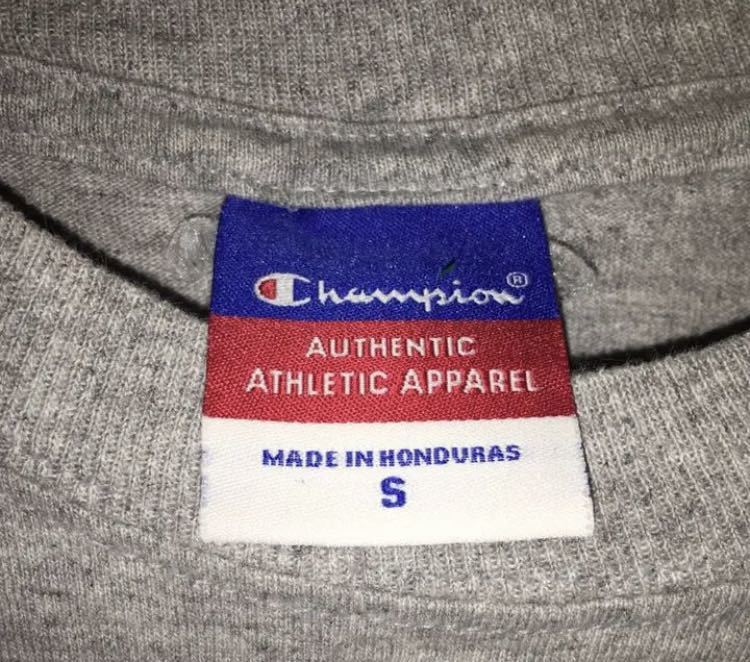 Champion®
AUTHENTIC
ATHLETIC APPAREL
MADE IN HONDURAS
S